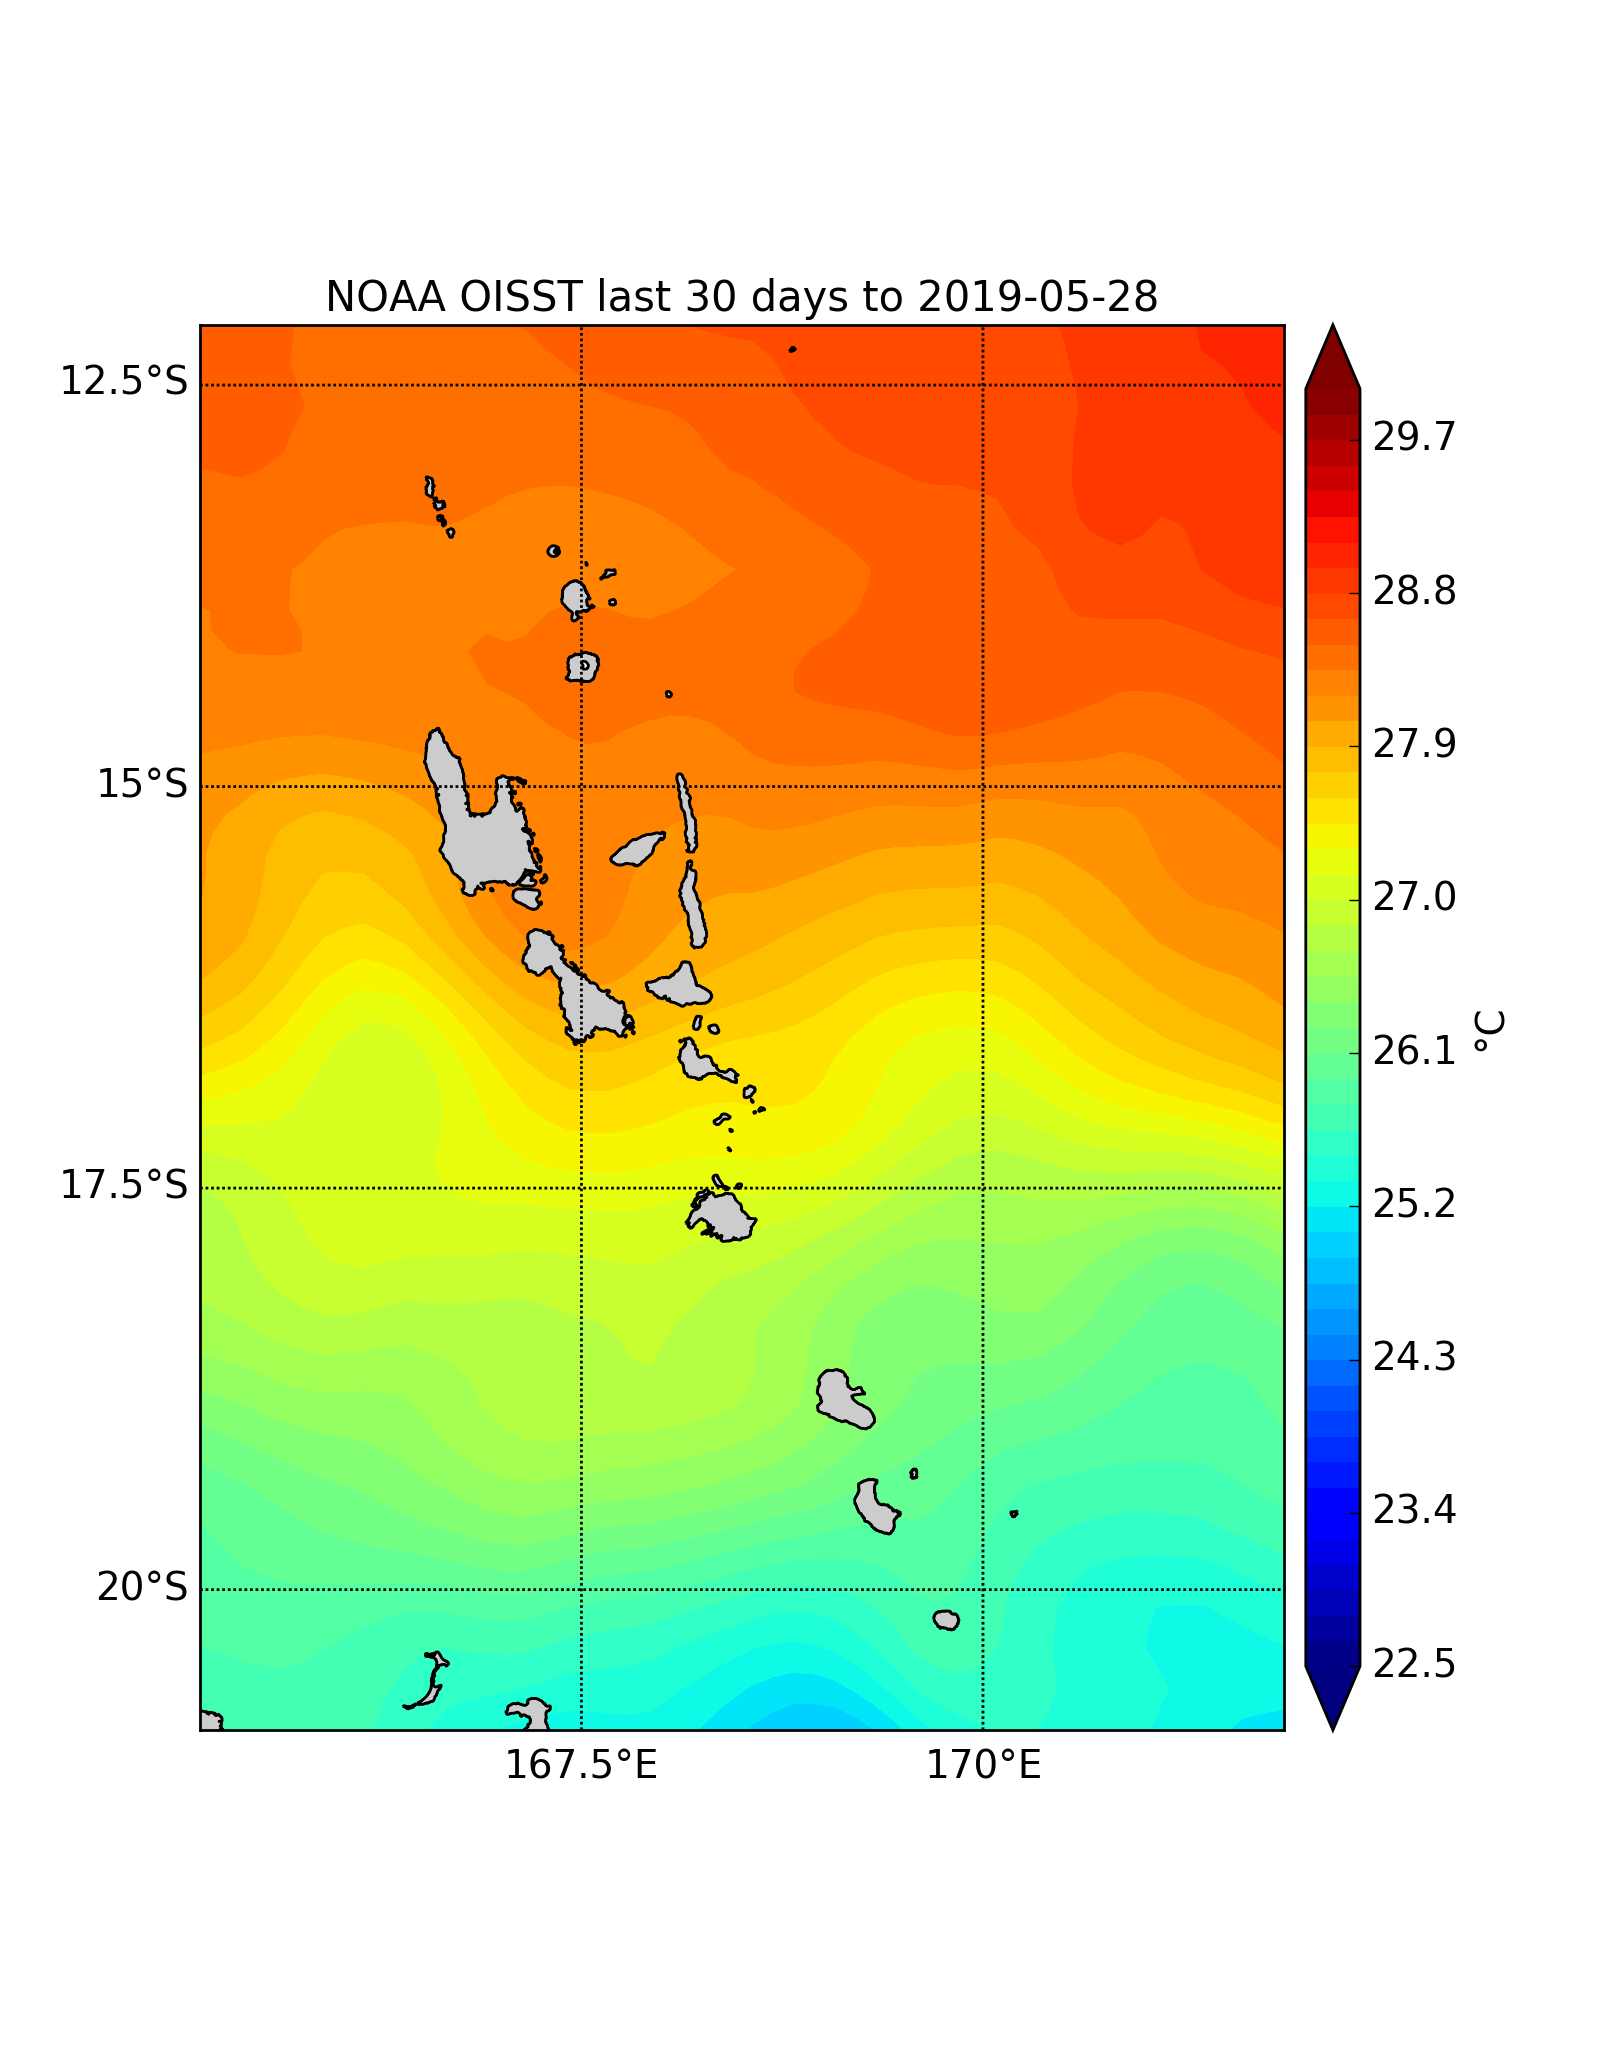 NOAA OISST last 30 days to 2019-05-28
12.5°S
15°S
17.5°S
20°S
167.5°E
170°E
29.7
28.8
27.9
27.0
26.1
25.2
24.3
23.4
22.5
°C